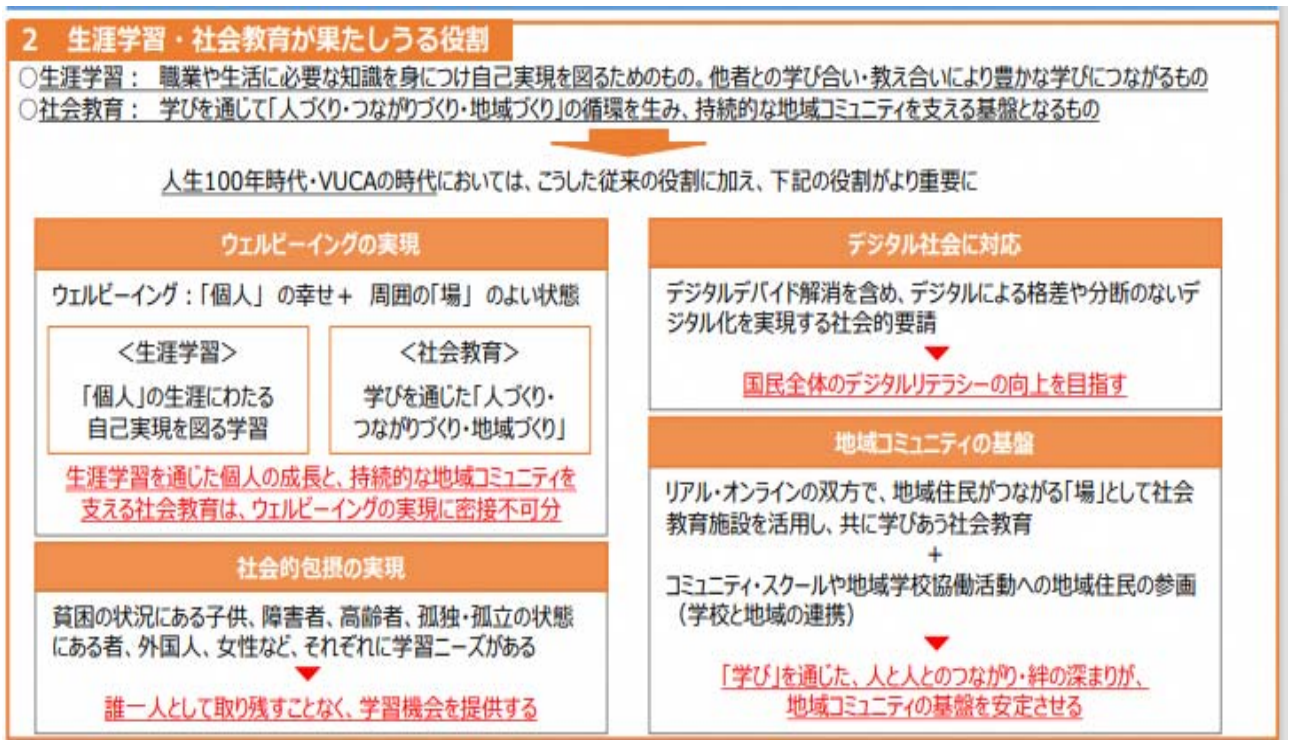 2 生涯学習・社会教育が果たしうる役割
○生涯学習： 職業や生活に必要な知識を身につけ自己実現を図るためのもの。他者との学び合い・教え合いにより豊かな学びにつながるもの
○社会教育： 学びを通じて「人づくり・つながりづくり・地域づくり」の循環を生み、持続的な地域コミュニティを支える基盤となるもの
人生100年時代・VUCAの時代においては、こうした従来の役割に加え、下記の役割がより重要に
ウェルビーイングの実現
ウェルビーイング：「個人」の幸せ＋ 周囲の「場」のよい状態
＜生涯学習＞
「個人」の生涯にわたる
自己実現を図る学習
＜社会教育＞
学びを通じた「人づくり・
つながりづくり・地域づくり」
生涯学習を通じた個人の成長と、持続的な地域コミュニティを
支える社会教育は、ウェルビーイングの実現に密接不可分
社会的包摂の実現
貧困の状況にある子供、障害者、高齢者、孤独・孤立の状態
にある者、外国人、女性など、それぞれに学習ニーズがある
誰一人として取り残すことなく、学習機会を提供する
デジタル社会に対応
デジタルデバイド解消を含め、デジタルによる格差や分断のないデ
ジタル化を実現する社会的要請
国民全体のデジタルリテラシーの向上を目指す
地域コミュニティの基盤
リアル・オンラインの双方で、地域住民がつながる「場」として社会
教育施設を活用し、共に学びあう社会教育
＋
コミュニティ・スクールや地域学校協働活動への地域住民の参画
（学校と地域の連携）
「学び」を通じた、人と人とのつながり・絆の深まりが、
地域コミュニティの基盤を安定させる